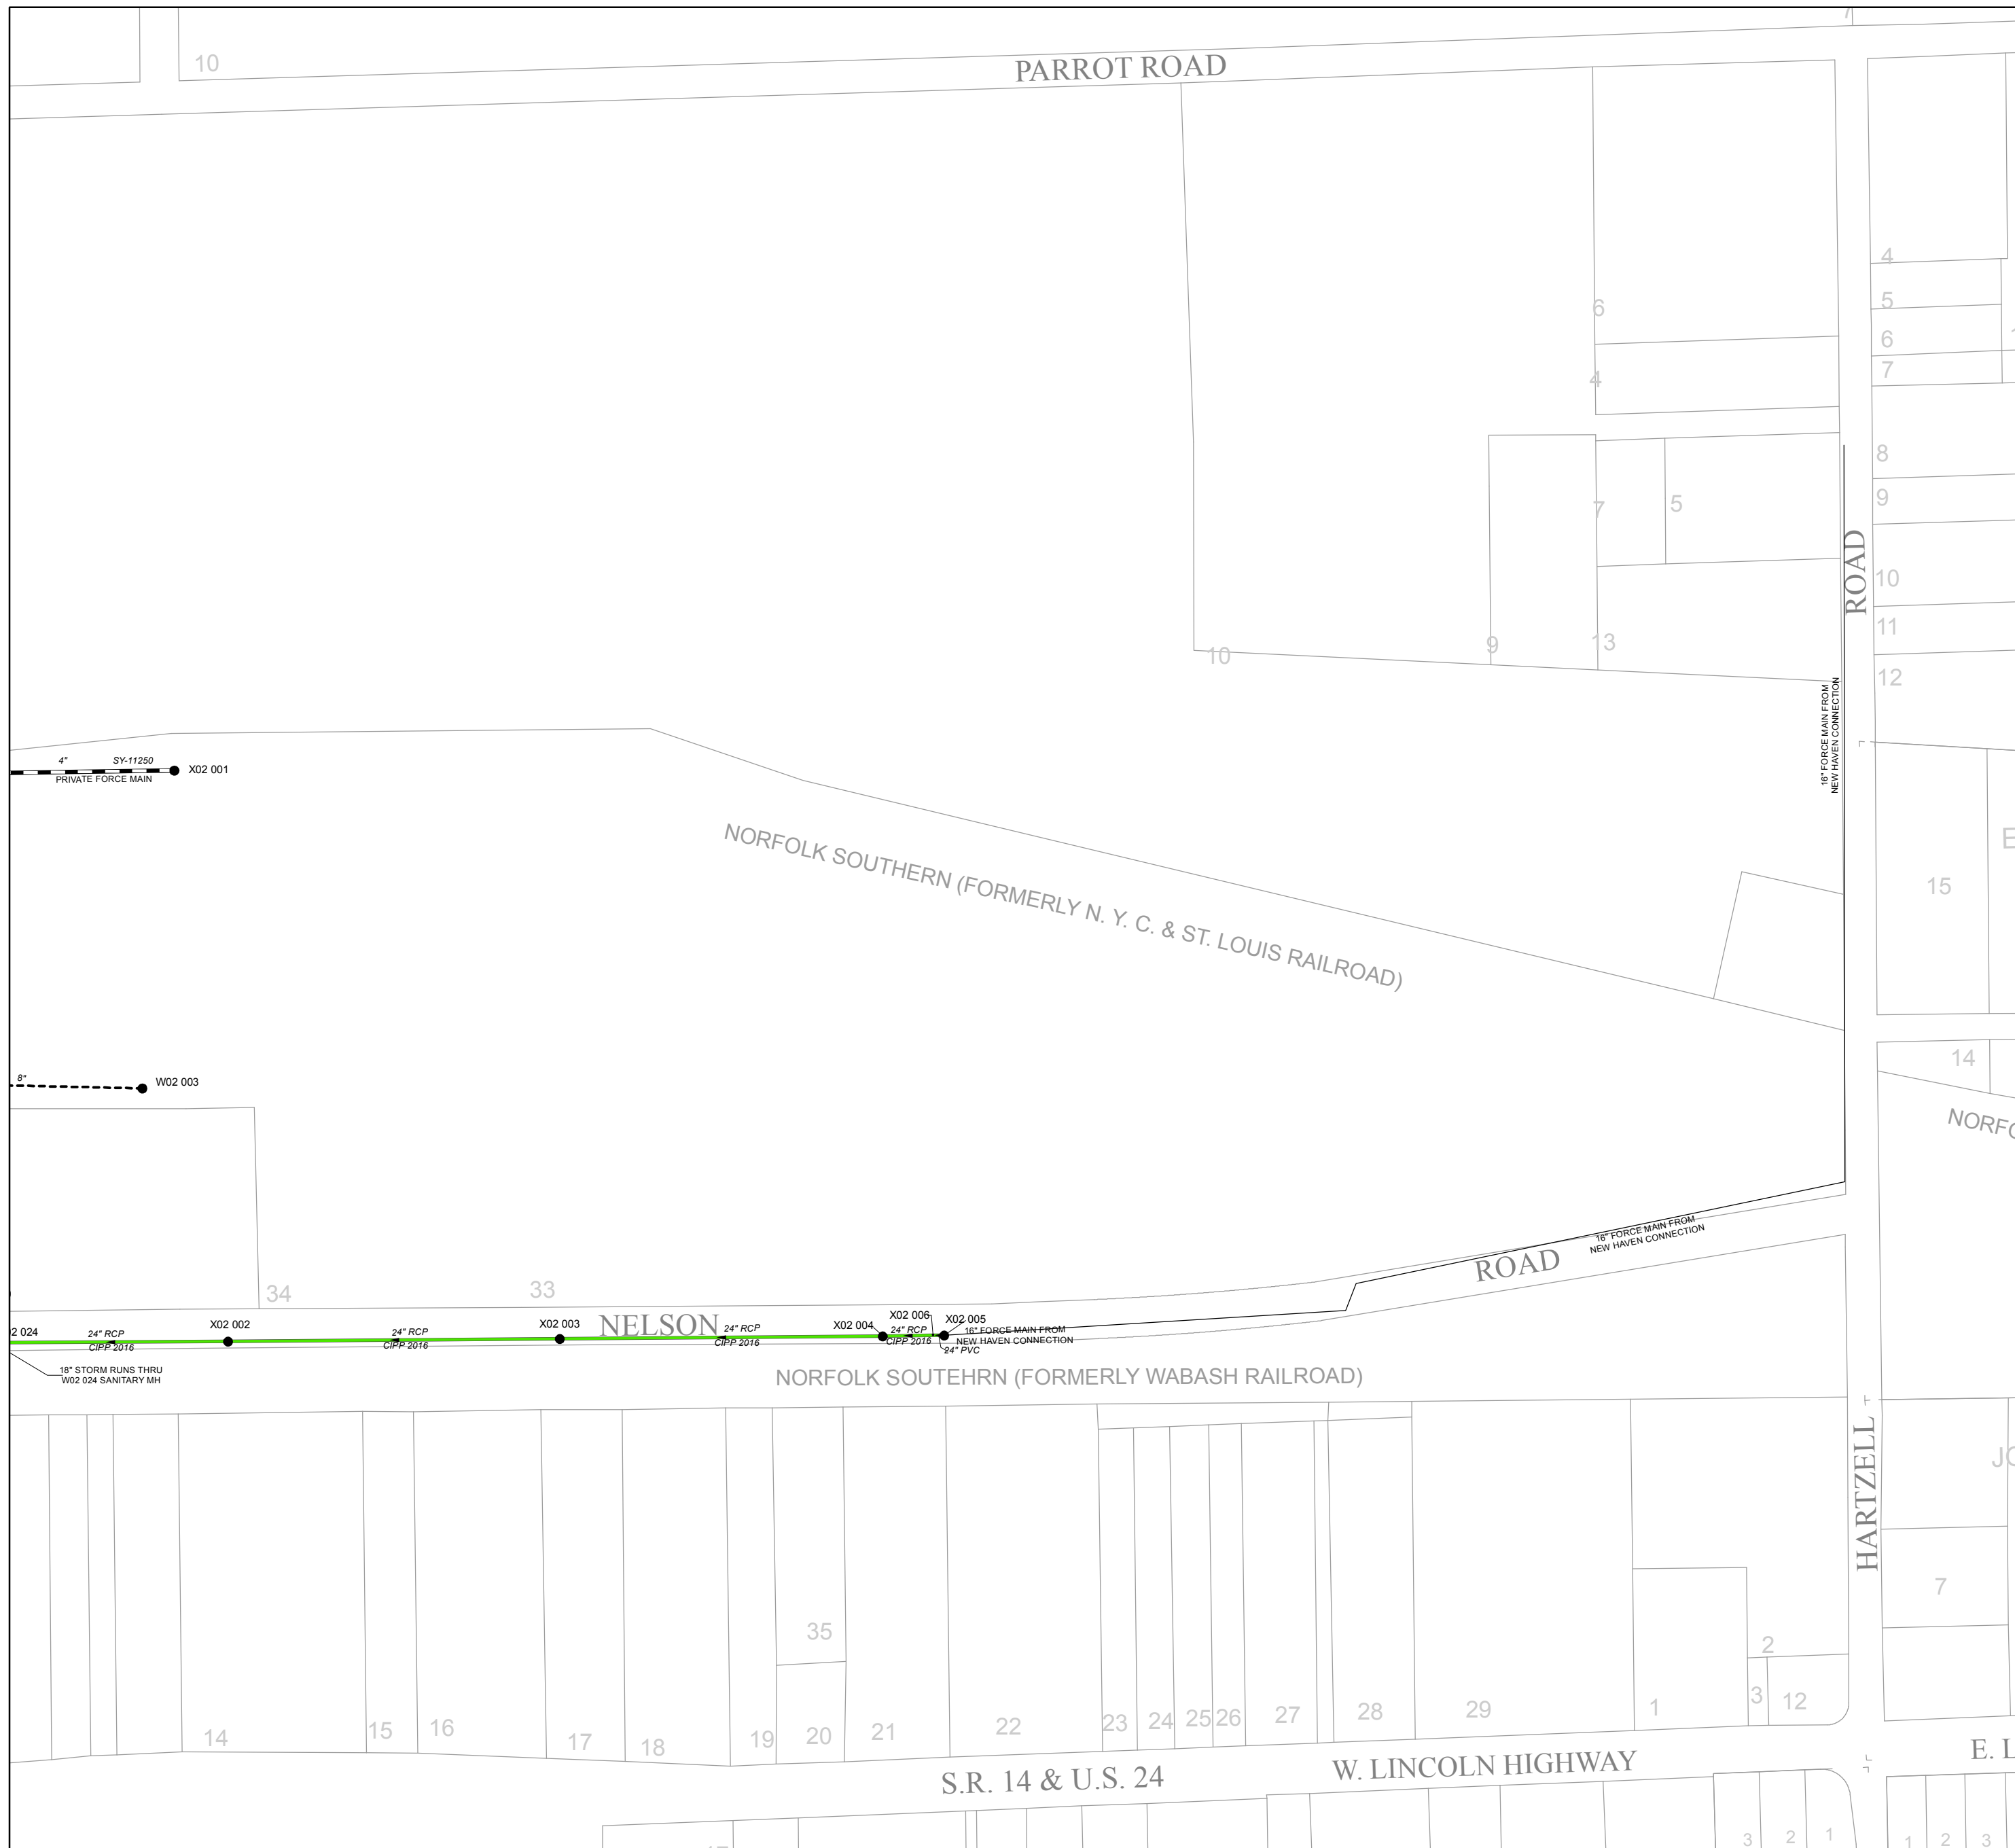 10
PARROT ROAD
4
5
6
7
6
4
8
9
7
5
ROAD
10
11
12
9
13
10
16" FORCE MAIN FROM
NEW HAVEN CONNECTION
4"
SY-11250
PRIVATE FORCE MAIN
X02 001
NORFOLK SOUTHERN (FORMERLY N. Y. C. & ST. LOUIS RAILROAD)
15
14
8"
W02 003
16" FORCE MAIN FROM
NEW HAVEN CONNECTION
ROAD
34
33
NELSON
2 024
24" RCP
CIPP 2016
X02 002
24" RCP
CIPP 2016
X02 003
24" RCP
CIPP 2016
X02 004
X02 006
24" RCP
CIPP 2016
X02 005
16" FORCE MAIN FROM
NEW HAVEN CONNECTION
24" PVC
18" STORM RUNS THRU
W02 024 SANITARY MH
NORFOLK SOUTEHRN (FORMERLY WABASH RAILROAD)
HARTZELL
7
35
2
14
15
16
17
18
19
20
21
22
23
24
25
26
27
28
29
1
3
12
S.R. 14 & U.S. 24
W. LINCOLN HIGHWAY
E. L
3
2
1
1
2
3